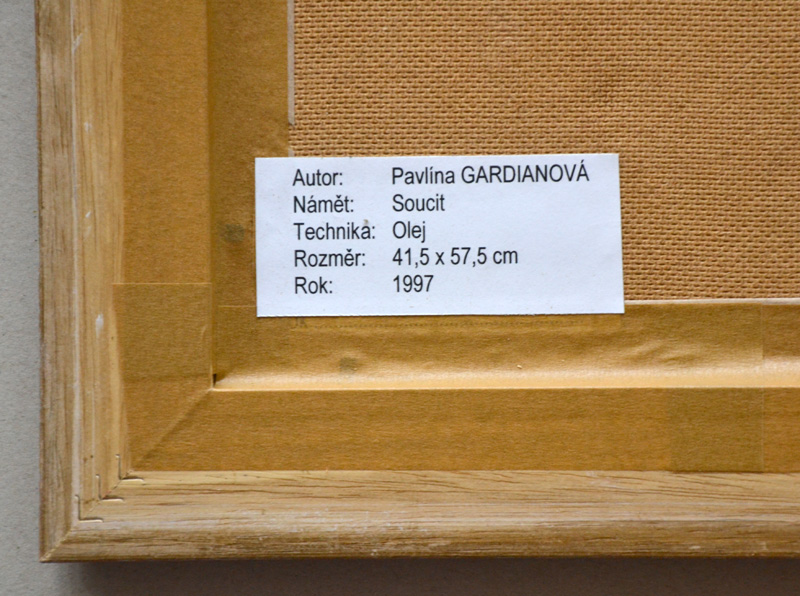 Autor: Pavlína GARDIANOVÁ
Námět: Soucit
Technika: Olej
Rozměr: 41,5 x 57,5 cm
Rok: 1997